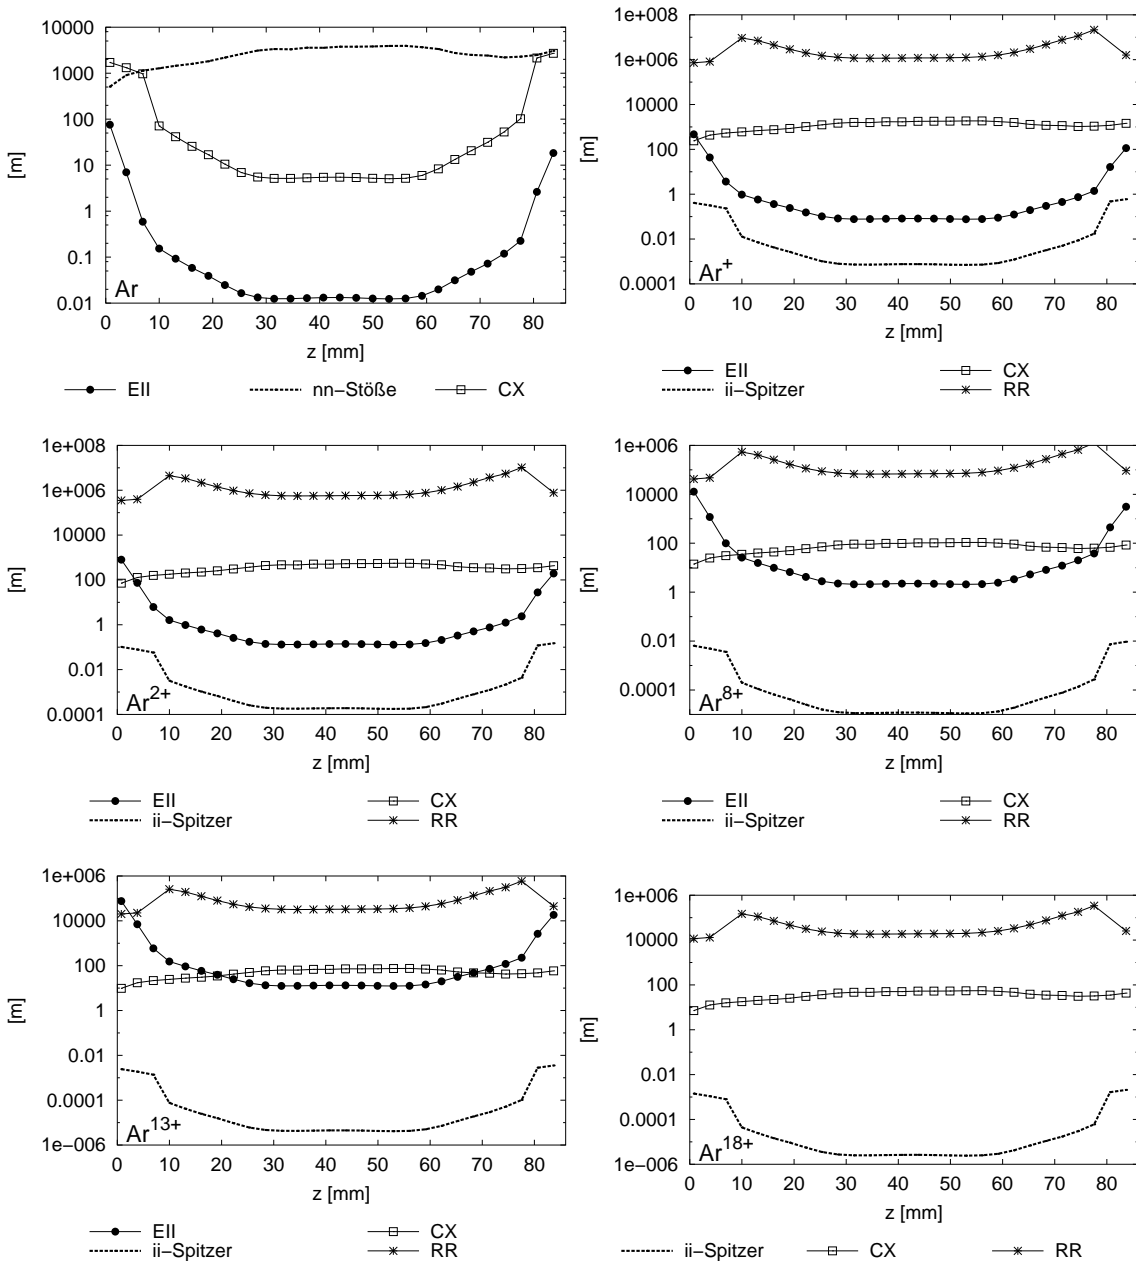 10000
1000
100
10
1
0.1
0.01
[m]
Ar
0 10 20 30 40 50 60 70 80
z [mm]
EII nn−Stöße CX
1e+008
1e+006
10000
100
1
0.01
0.0001
[m]
Ar+
0 10 20 30 40 50 60 70 80
z [mm]
EII CX
ii−Spitzer RR
1e+008
1e+006
10000
100
1
0.01
0.0001
[m]
Ar2+
0 10 20 30 40 50 60 70 80
z [mm]
EII CX
ii−Spitzer RR
1e+006
10000
100
1
0.01
0.0001
[m]
Ar8+
0 10 20 30 40 50 60 70 80
z [mm]
EII CX
ii−Spitzer RR
1e+006
10000
100
1
0.01
0.0001
1e−006
[m]
Ar13+
0 10 20 30 40 50 60 70 80
z [mm]
EII CX
ii−Spitzer RR
1e+006
10000
100
1
0.01
0.0001
1e−006
[m]
Ar18+
0 10 20 30 40 50 60 70 80
z [mm]
ii−Spitzer CX RR